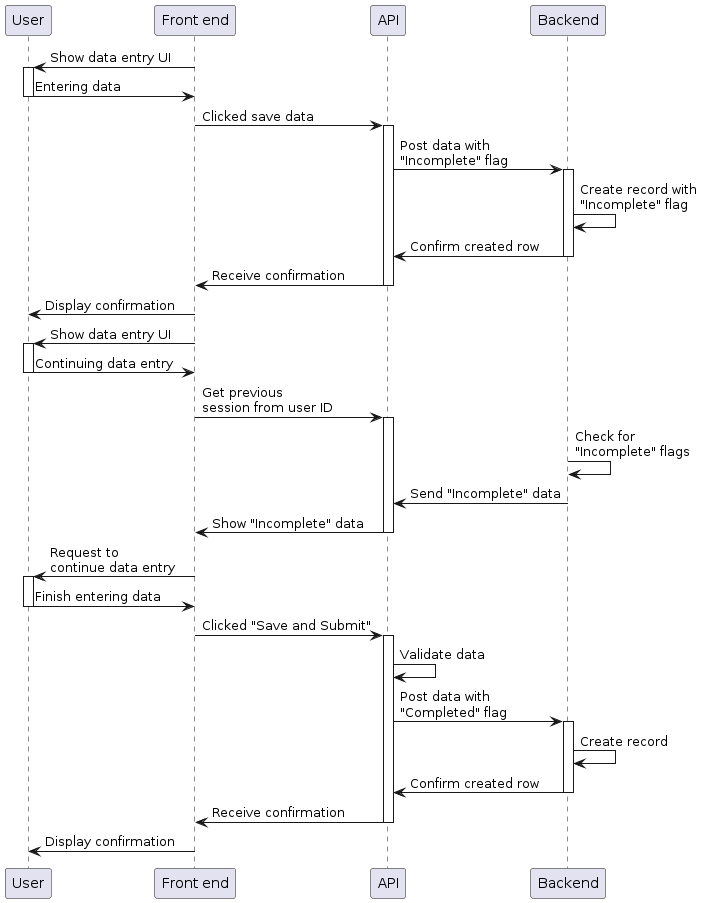 User
Front end
API
Backend
Show data entry UI
Entering data
Clicked save data
Post data with
"Incomplete" flag
Create record with
"Incomplete" flag
Confirm created row
Receive confirmation
Display confirmation
Show data entry UI
Continuing data entry
Get previous
session from user ID
Check for
"Incomplete" flags
Send "Incomplete" data
Show "Incomplete" data
Request to
continue data entry
Finish entering data
Clicked "Save and Submit"
Validate data
Post data with
"Completed" flag
Create record
Confirm created row
Receive confirmation
Display confirmation
User
Front end
API
Backend